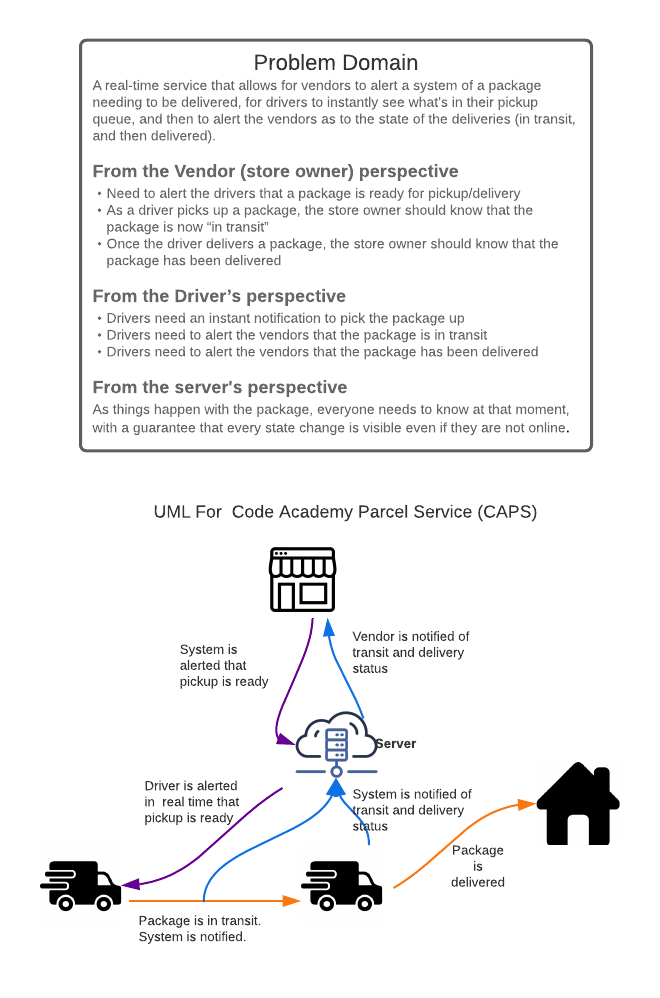 Problem Domain
A real-time service that allows for vendors to alert a system of a package
needing to be delivered, for drivers to instantly see what's in their pickup
queue, and then to alert the vendors as to the state of the deliveries (in transit,
and then delivered).
From the Vendor (store owner) perspective
• Need to alert the drivers that a package is ready for pickup/delivery
• As a driver picks up a package, the store owner should know that the
package is now “in transit”
• Once the driver delivers a package, the store owner should know that the
package has been delivered
From the Driver’s perspective
• Drivers need an instant notification to pick the package up
• Drivers need to alert the vendors that the package is in transit
• Drivers need to alert the vendors that the package has been delivered
From the server's perspective
As things happen with the package, everyone needs to know at that moment,
with a guarantee that every state change is visible even if they are not online.
UML For  Code Academy Parcel Service (CAPS)
System is
alerted that
pickup is ready
Vendor is notified of
transit and delivery
status
Server
Driver is alerted
in  real time that
pickup is ready
System is notified of
transit and delivery
status
Package
is
delivered
Package is in transit.
System is notified.